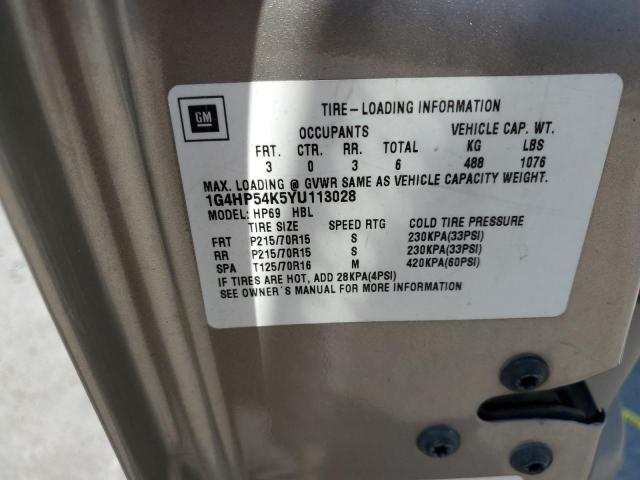 GM
TIRE-LOADING INFORMATION
OCCUPANTS VEHICLE CAP. WT.
FRT. CTR. RR. TOTAL KG LBS
3 0 3 6 488 1076
MAX. LOADING @ GVWR SAME AS VEHICLE CAPACITY WEIGHT.
1G4HP54K5YU113028
MODEL: HP69 HBL
TIRE SIZE SPEED RTG COLD TIRE PRESSURE
FRT P215/70R15 S 230KPA(33PSI)
RR P215/70R15 S 230KPA(33PSI)
SPA T125/70R16 M 420KPA(60PSI)
IF TIRES ARE HOT, ADD 28KPA(4PSI)
SEE OWNER'S MANUAL FOR MORE INFORMATION